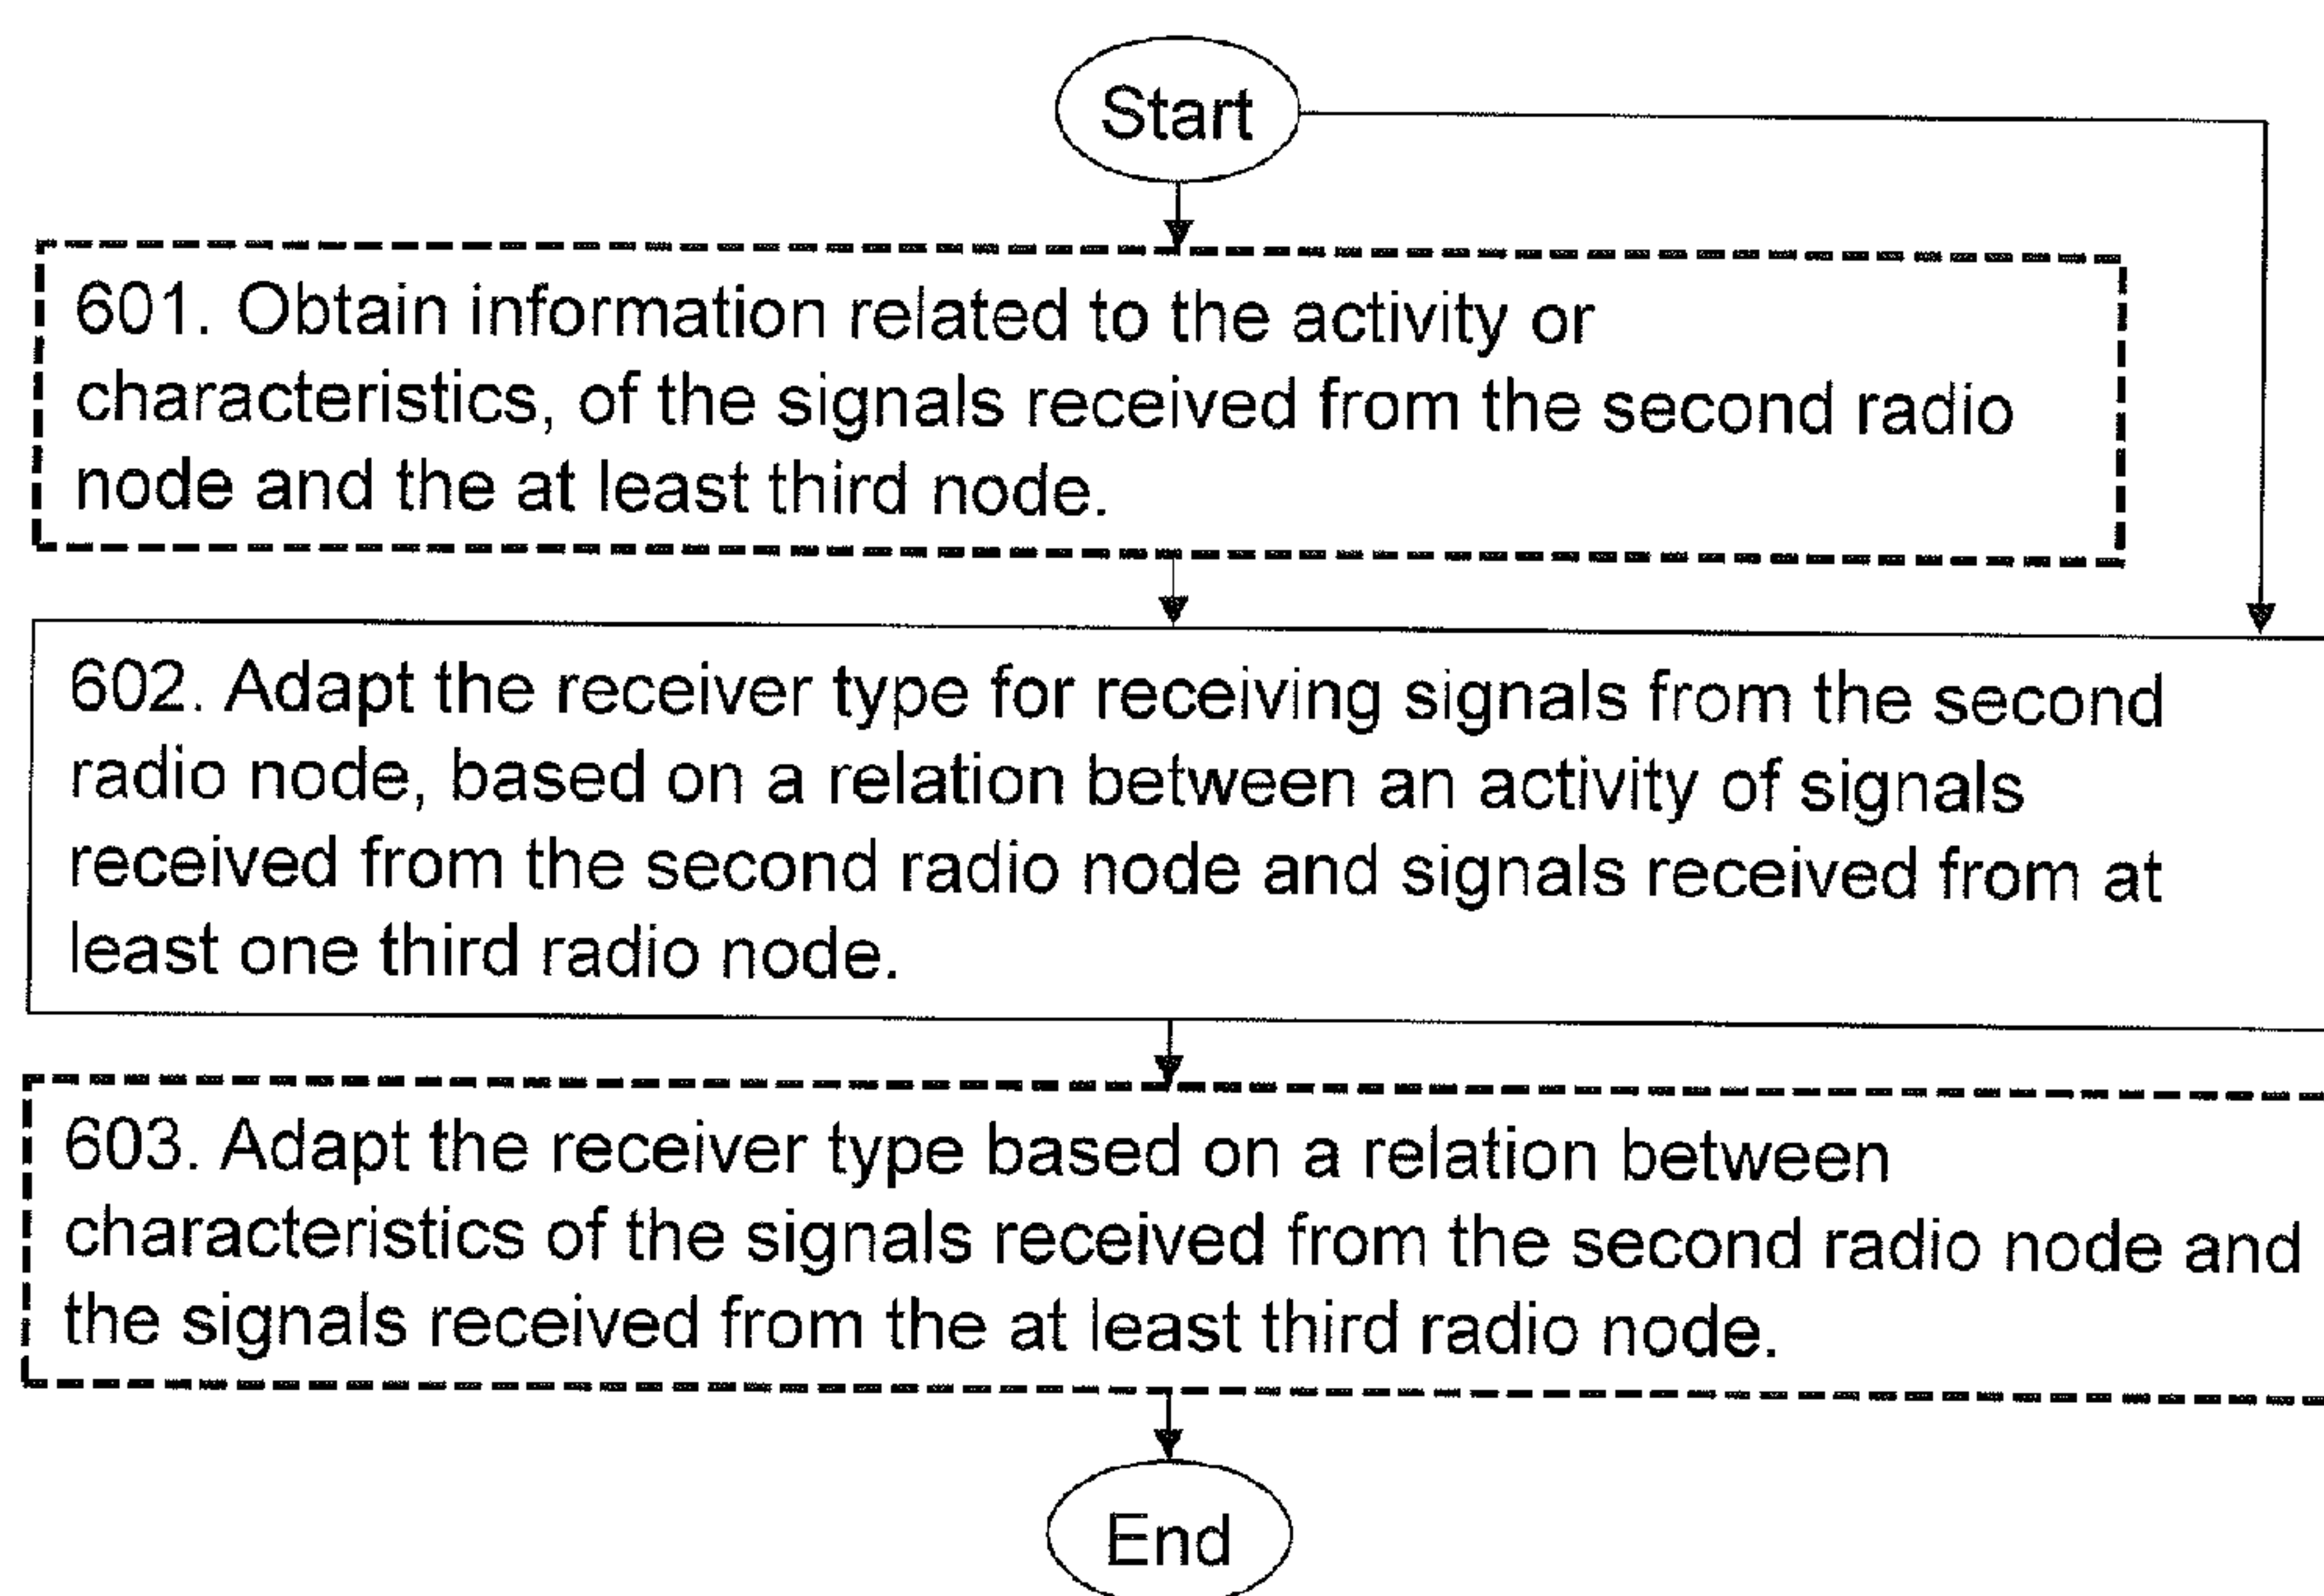 Start
601. Obtain information related to the activity or
characteristics, of the signals received from the second radio
node and the at least third node.
602. Adapt the receiver type for receiving signals from the second
radio node, based on a relation between an activity of signals
received from the second radio node and signals received from at
least one third radio node.
603. Adapt the receiver type based on a relation between
characteristics of the signals received from the second radio node and
the signals received from the at least third radio node.
End